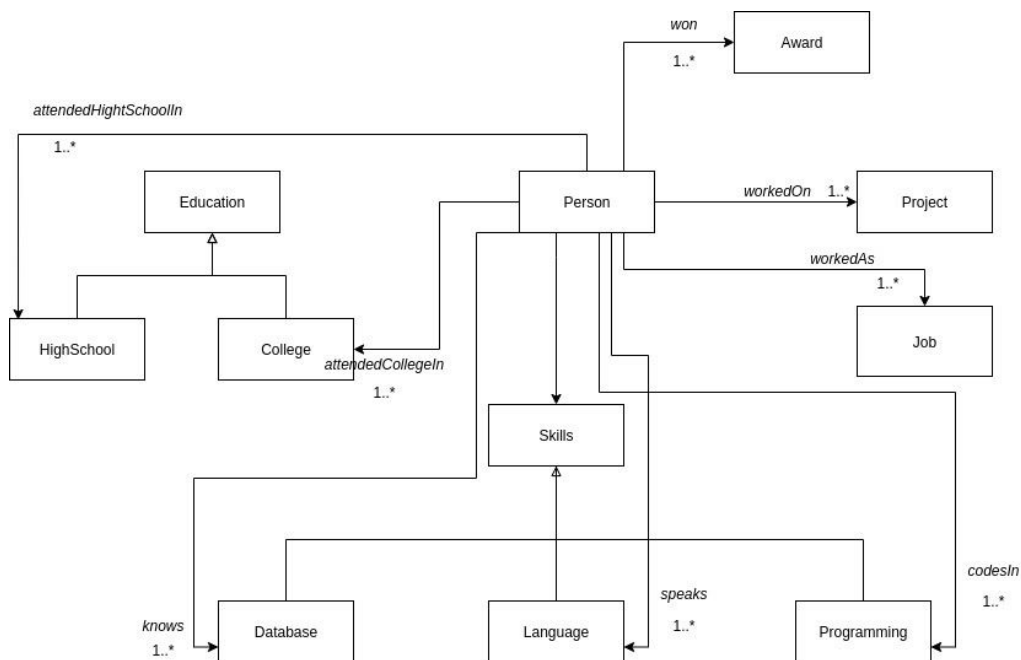 won
Award
1..*
attendedHightSchoolIn
1..*
Education
Person
workedOn
1..*
Project
workedAs
1..*
HighSchool
College
attendedCollegeIn
1..*
Job
Skills
codesIn
1..*
speaks
1..*
knows
1..*
Database
Language
Programming